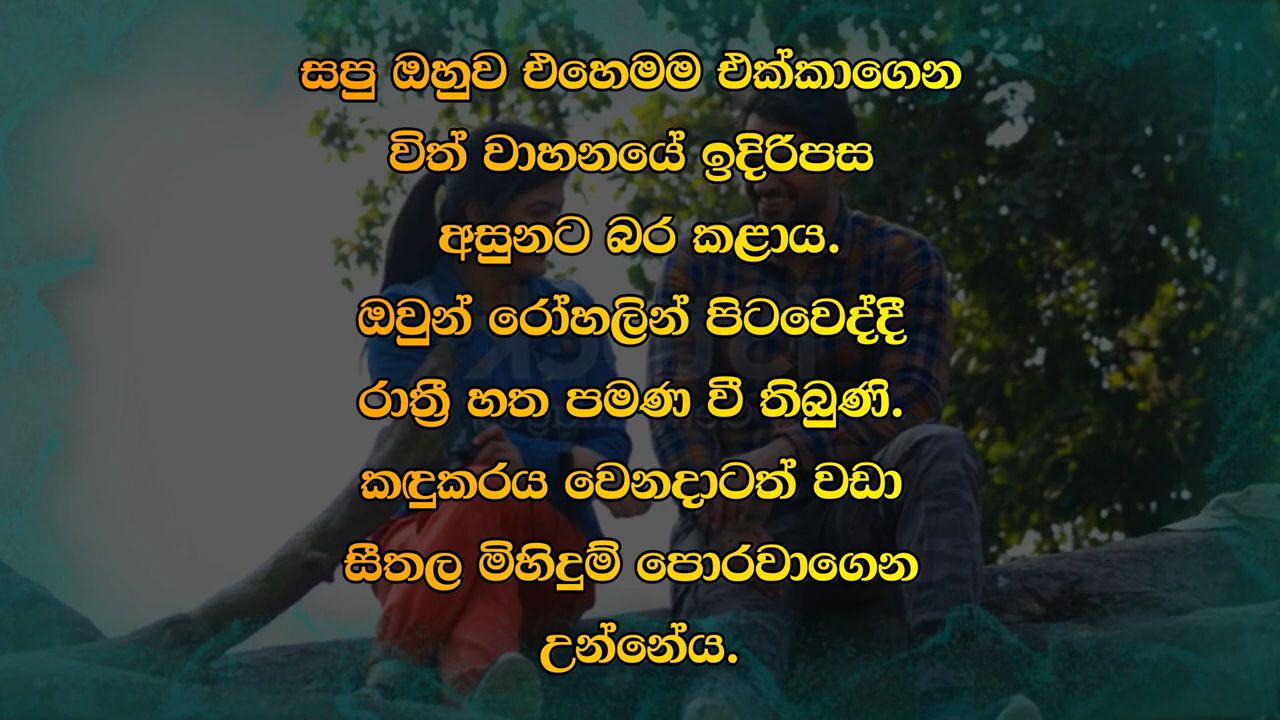 සපු ඔහුව එහෙමම එක්කාගෙන
විත් වාහනයේ ඉදිරිපස
අසුනට බර කළාය.
ඔවුන් රෝහලින් පිටවෙද්දී
රාත්‍රී හත පමණ වී තිබුණි.
කඳුකරය වෙනදාටත් වඩා
සීතල මිහිදුම් පොරවාගෙන
උන්නේය.